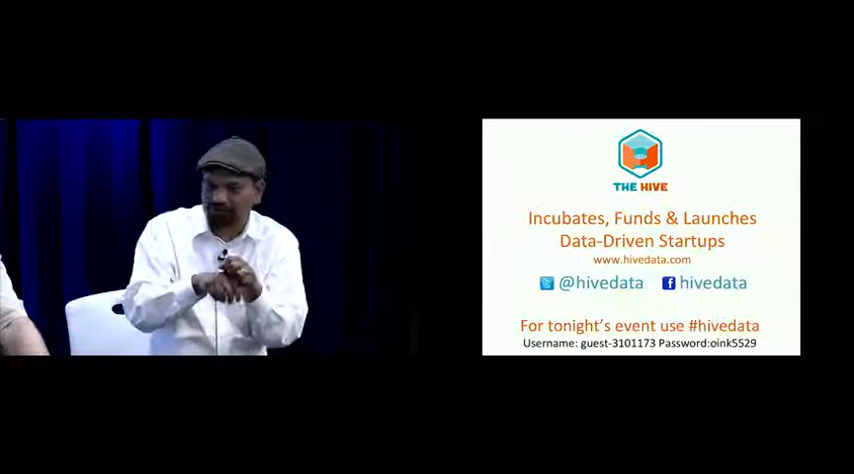 THE HIVE
Incubates, Funds & Launches
Data-Driven Startups
www.hivedata.com
@hivedata hivedata
For tonight's event use #hivedata
Username: guest-3101173 Password:oink5529